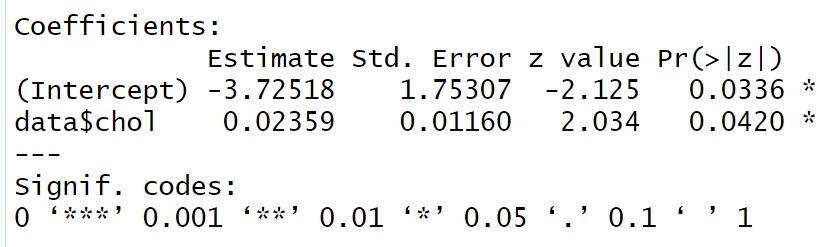 Coefficients:
Estimate Std. Error z value Pr(>|z|)
(Intercept) -3.72518 1.75307 -2.125 0.0336 *
data$chol 0.02359 0.01160 2.034 0.0420 *
---
Signif. codes:
0 ‘***’ 0.001 ‘**’ 0.01 ‘*’ 0.05 ‘.’ 0.1 ‘ ’ 1